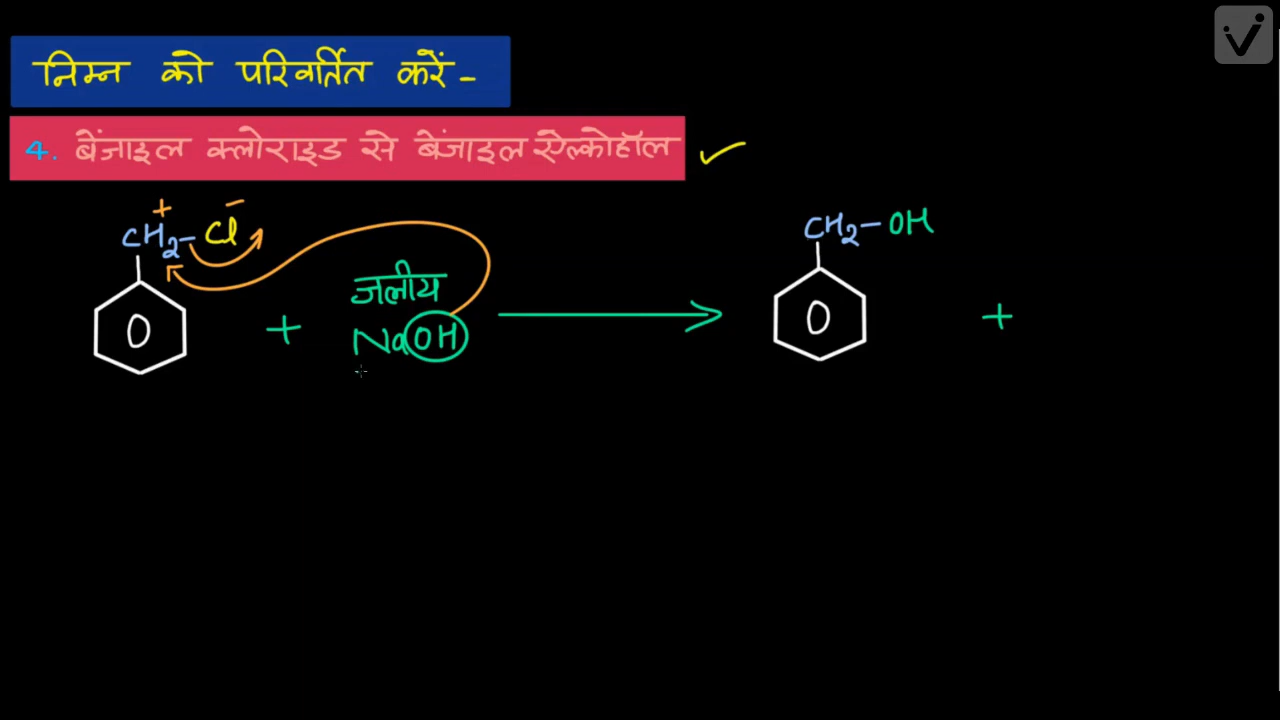 निम्न को परिवर्तित करें -
4. बेंजाइल क्लोराइड से बेंजाइल ऐल्कोहॉल ✓
+ −
CH2-Cl
CH2-OH
जलीय
+ NaOH → +